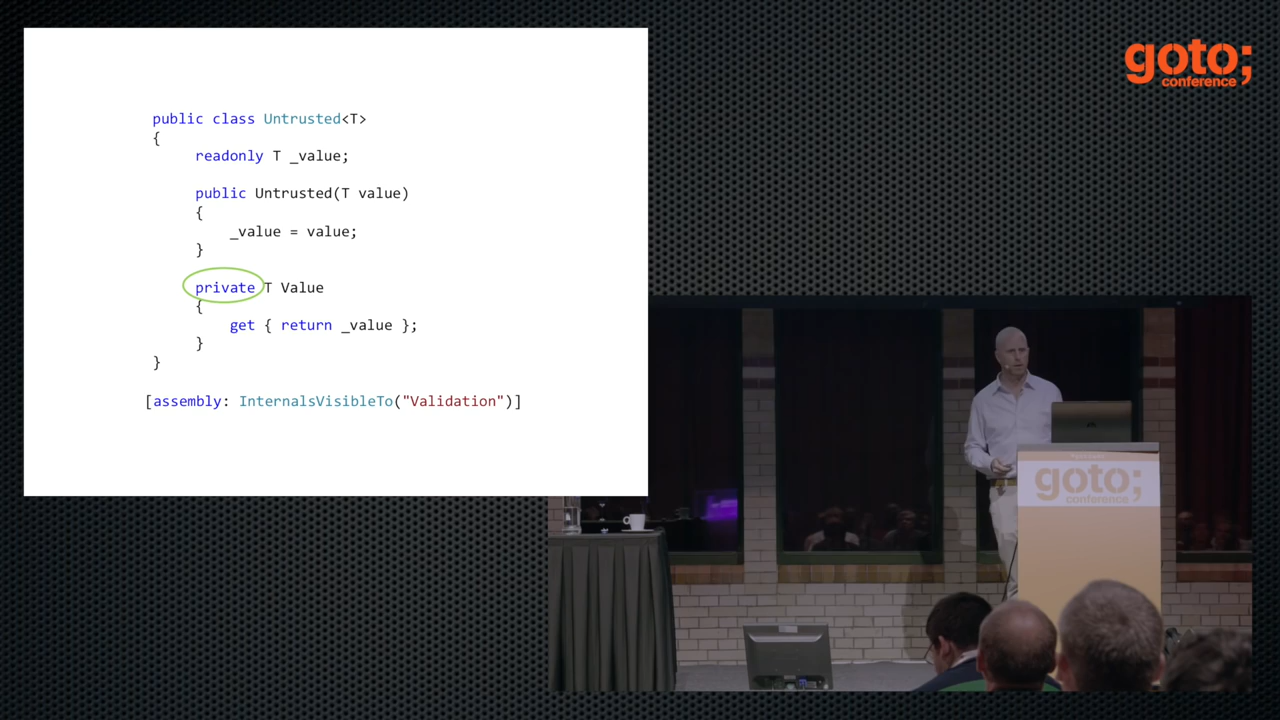 public class Untrusted<T>
{
readonly T _value;
public Untrusted(T value)
{
_value = value;
}
private T Value
{
get { return _value };
}
}
[assembly: InternalsVisibleTo("Validation")]
goto;
conference
goto;
conference